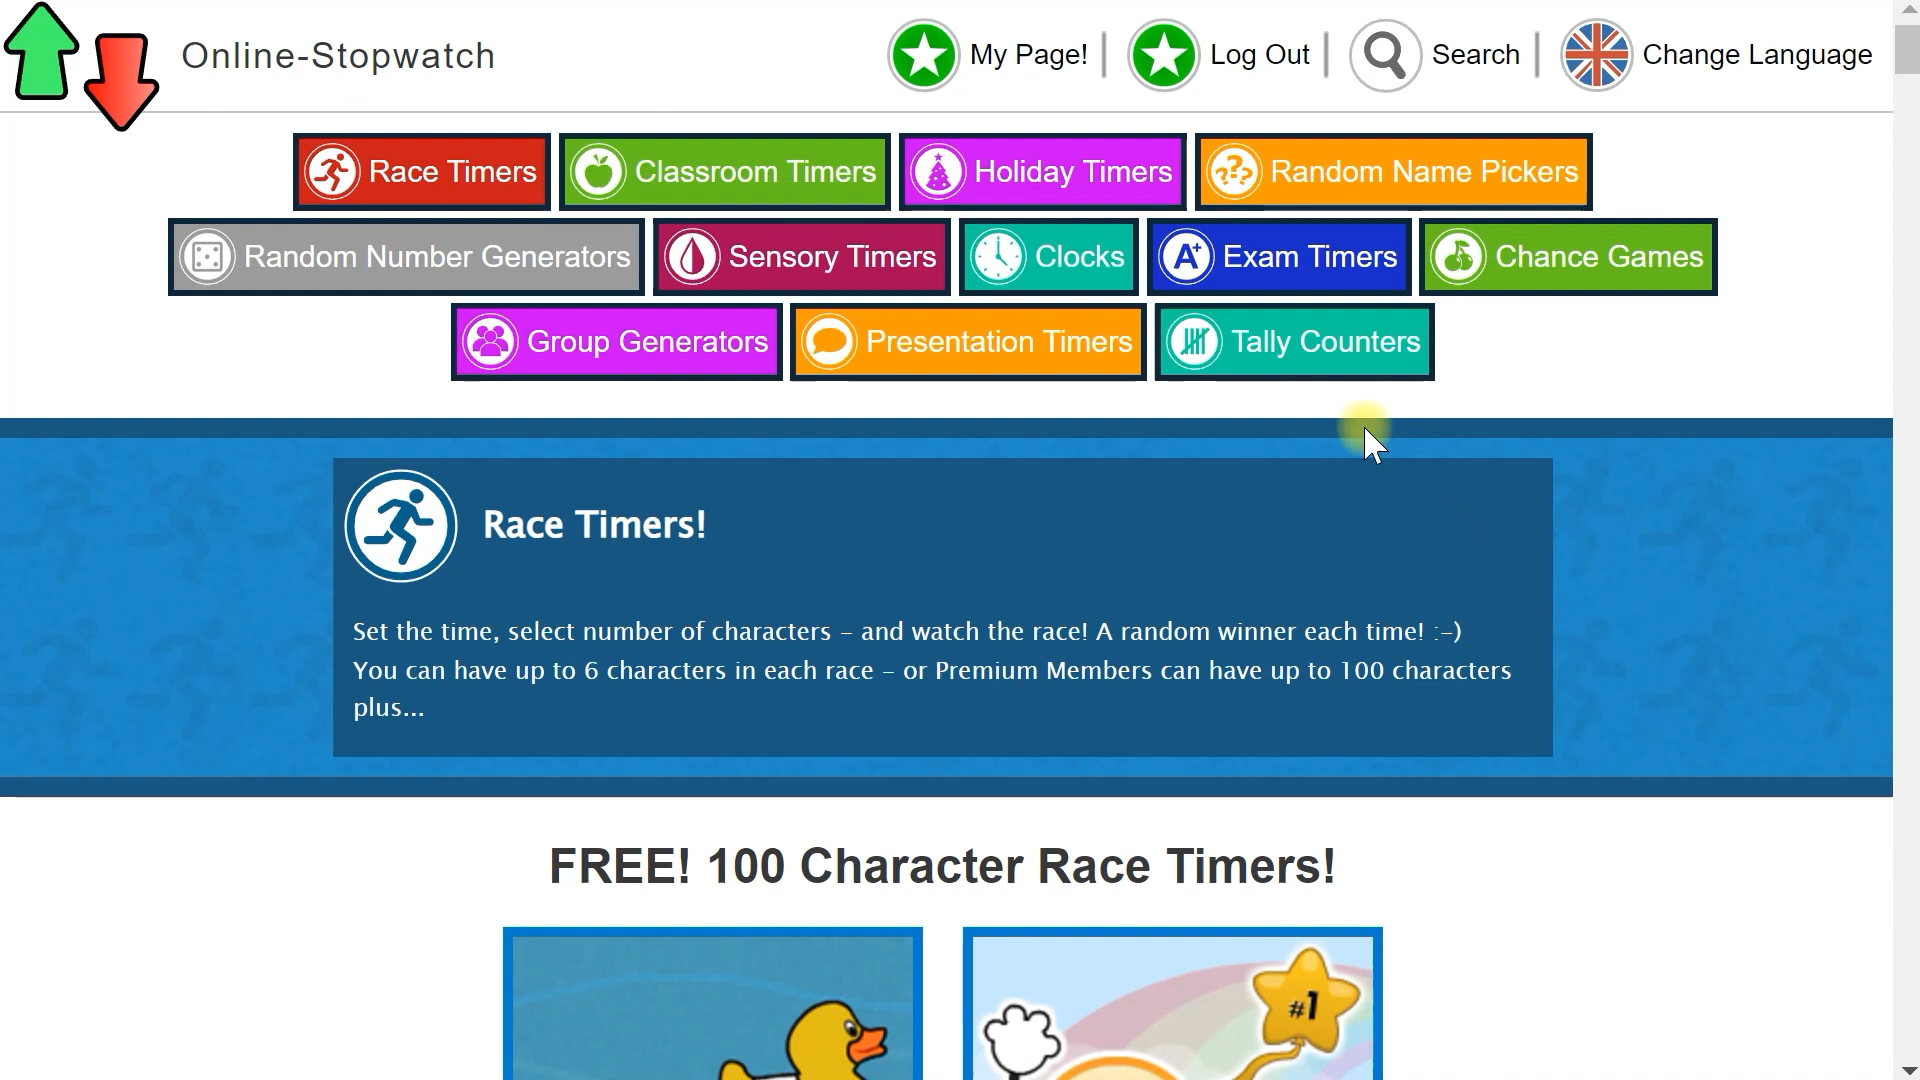 Online-Stopwatch
My Page!
Log Out
Search
Change Language
Race Timers
Classroom Timers
Holiday Timers
Random Name Pickers
Random Number Generators
Sensory Timers
Clocks
A+
Exam Timers
Chance Games
Group Generators
Presentation Timers
Tally Counters
Race Timers!
Set the time, select number of characters – and watch the race! A random winner each time! :-)
You can have up to 6 characters in each race – or Premium Members can have up to 100 characters
plus...
FREE! 100 Character Race Timers!
#1